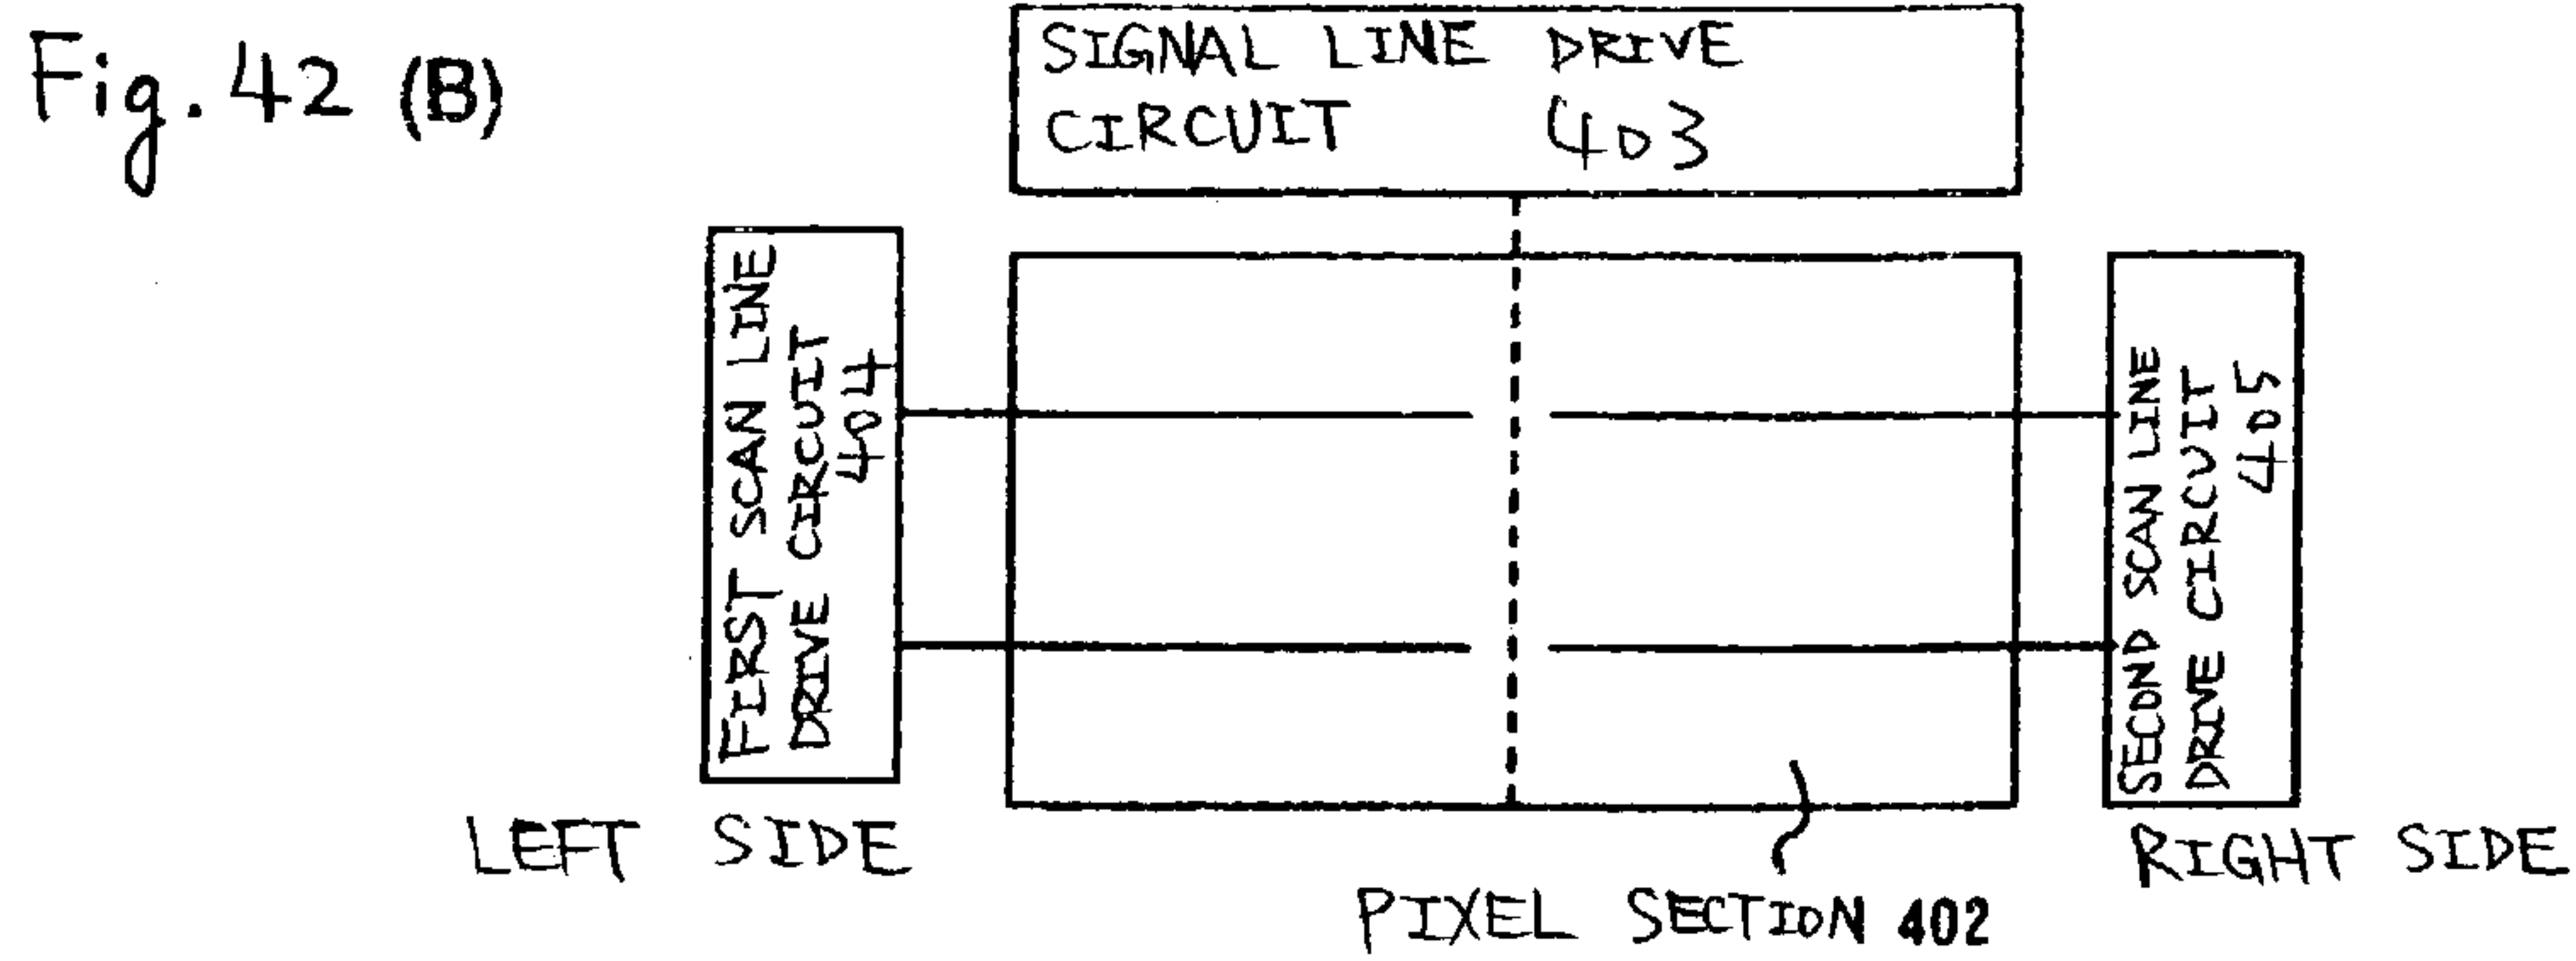 Fig. 42 (B)
SIGNAL LINE DRIVE
CIRCUIT 403
FIRST SCAN LINE
DRIVE CIRCUIT
404
SECOND SCAN LINE
DRIVE CIRCUIT
405
LEFT SIDE
RIGHT SIDE
PIXEL SECTION 402